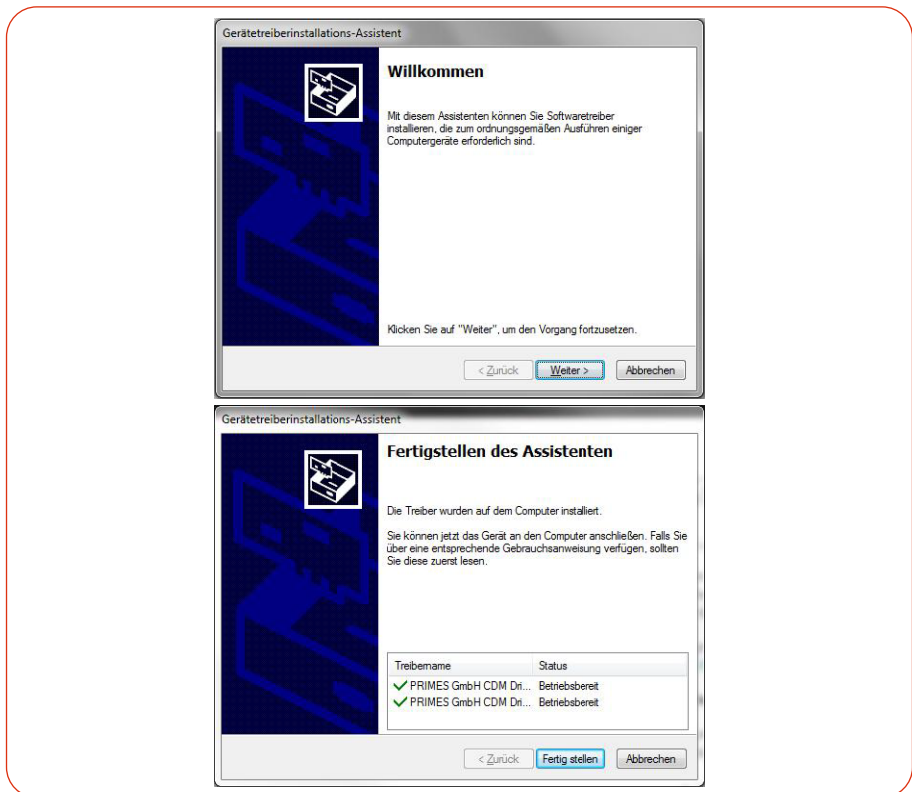 Gerätetreiberinstallations-Assistent
Willkommen
Mit diesem Assistenten können Sie Softwaretreiber
installieren, die zum ordnungsgemäßen Ausführen einiger
Computergeräte erforderlich sind.
Klicken Sie auf "Weiter", um den Vorgang fortzusetzen.
< Zurück Weiter > Abbrechen
Gerätetreiberinstallations-Assistent
Fertigstellen des Assistenten
Die Treiber wurden auf dem Computer installiert.
Sie können jetzt das Gerät an den Computer anschließen. Falls Sie
über eine entsprechende Gebrauchsanweisung verfügen, sollten
Sie diese zuerst lesen.
Treibername Status
PRIMES GmbH CDM Dri... Betriebsbereit
PRIMES GmbH CDM Dri... Betriebsbereit
< Zurück Fertig stellen Abbrechen